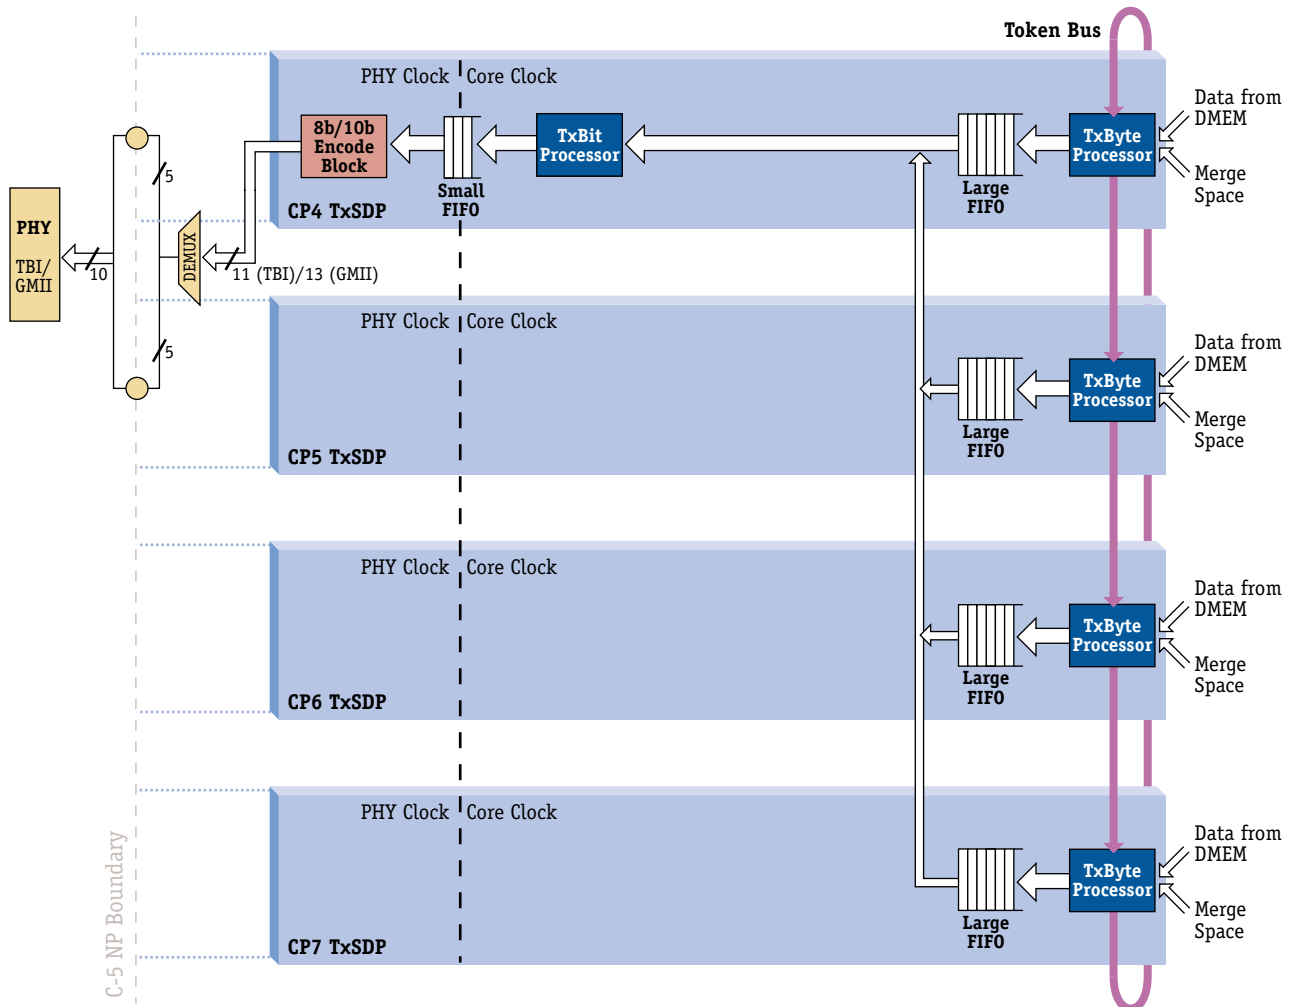 Token Bus
PHY Clock
Core Clock
Data from
DMEM
8b/10b
Encode
Block
TxBit
Processor
TxByte
Processor
Small
FIFO
Large
FIFO
Merge
Space
CP4 TxSDP
5
PHY
TBI/
GMII
10
DEMUX
11 (TBI)/13 (GMII)
5
PHY Clock
Core Clock
Data from
DMEM
TxByte
Processor
Large
FIFO
Merge
Space
CP5 TxSDP
PHY Clock
Core Clock
Data from
DMEM
TxByte
Processor
Large
FIFO
Merge
Space
CP6 TxSDP
PHY Clock
Core Clock
Data from
DMEM
TxByte
Processor
Large
FIFO
Merge
Space
CP7 TxSDP
C-5 NP Boundary